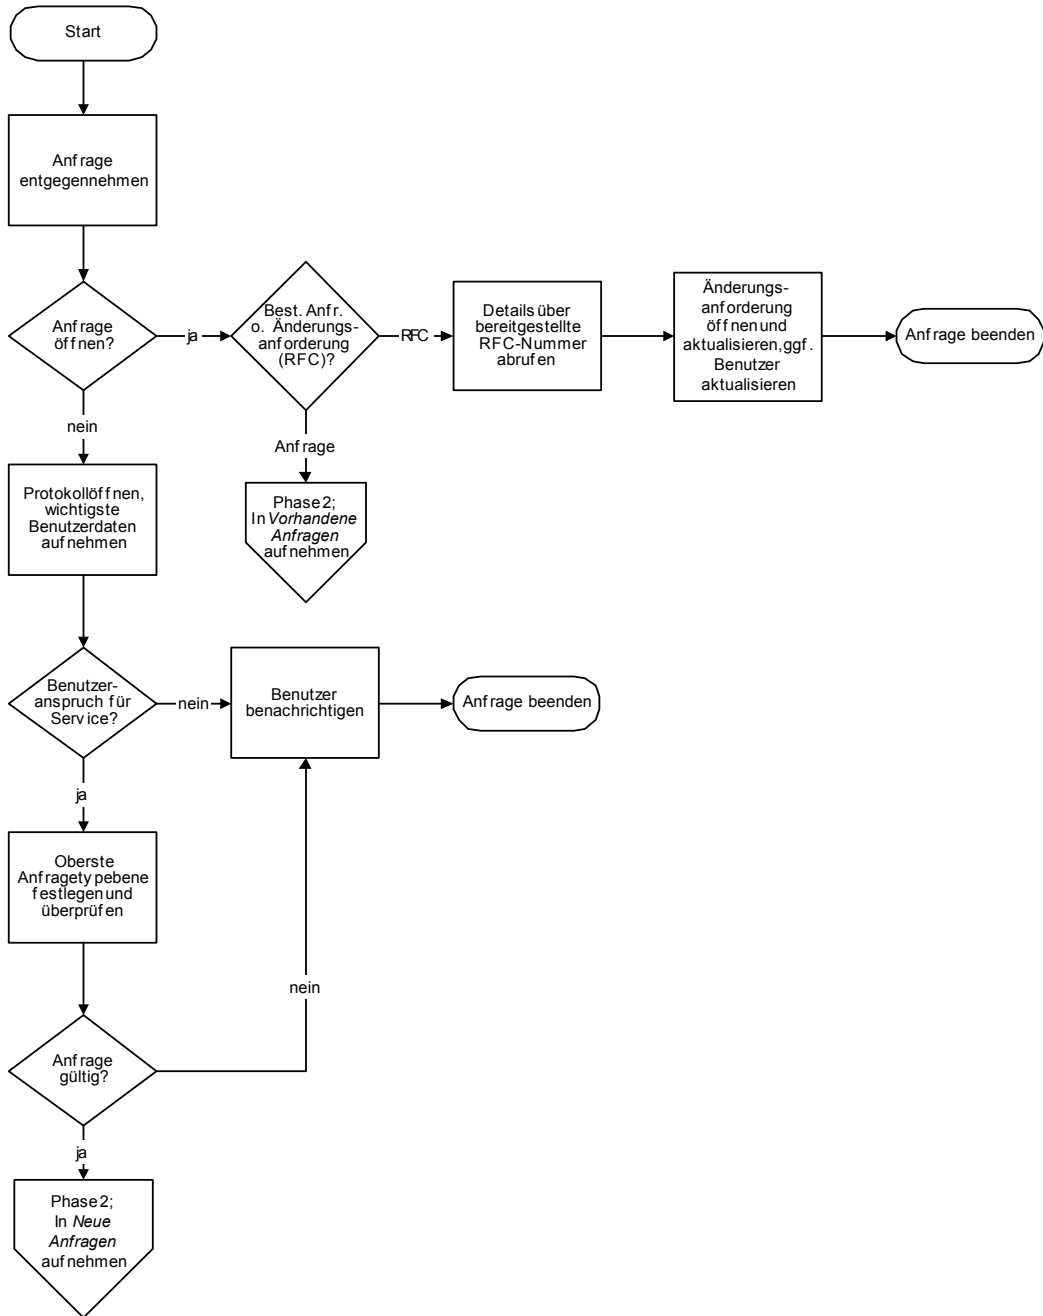 Start
Anfrage
entgegennehmen
Anfrage
öffnen?
ja
Best. Anfr.
o. Änderungs-
anforderung
(RFC)?
RFC
Details über
bereitgestellte
RFC-Nummer
abrufen
Änderungs-
anforderung
öffnen und
aktualisieren, ggf.
Benutzer
aktualisieren
Anfrage beenden
nein
Anfrage
Protokoll öffnen,
wichtigste
Benutzerdaten
aufnehmen
Phase 2;
In Vorhandene
Anfragen
aufnehmen
Benutzer-
anspruch für
Service?
nein
Benutzer
benachrichtigen
Anfrage beenden
ja
Oberste
Anfragetypebene
festlegen und
überprüfen
nein
Anfrage
gültig?
ja
Phase 2;
In Neue
Anfragen
aufnehmen